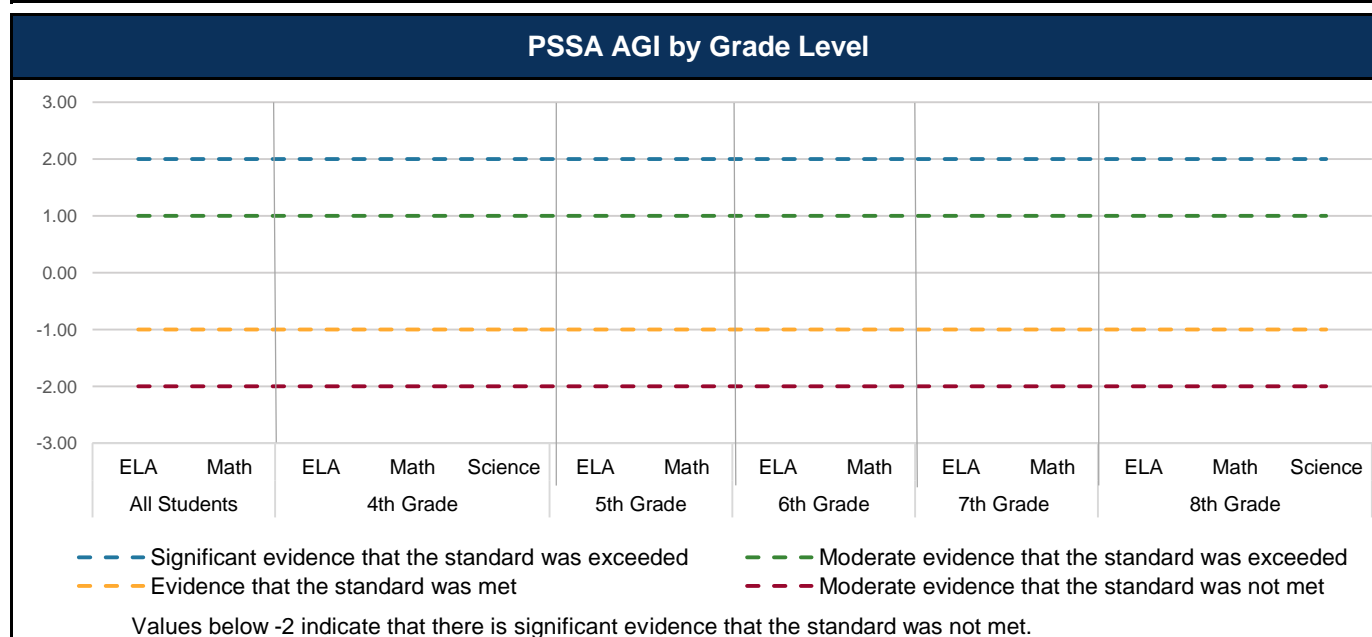 PSSA AGI by Grade Level
3.00
2.00
1.00
0.00
-1.00
-2.00
-3.00
ELA Math ELA Math Science ELA Math ELA Math ELA Math ELA Math Science
All Students 4th Grade 5th Grade 6th Grade 7th Grade 8th Grade
Significant evidence that the standard was exceeded Moderate evidence that the standard was exceeded
Evidence that the standard was met Moderate evidence that the standard was not met
Values below -2 indicate that there is significant evidence that the standard was not met.